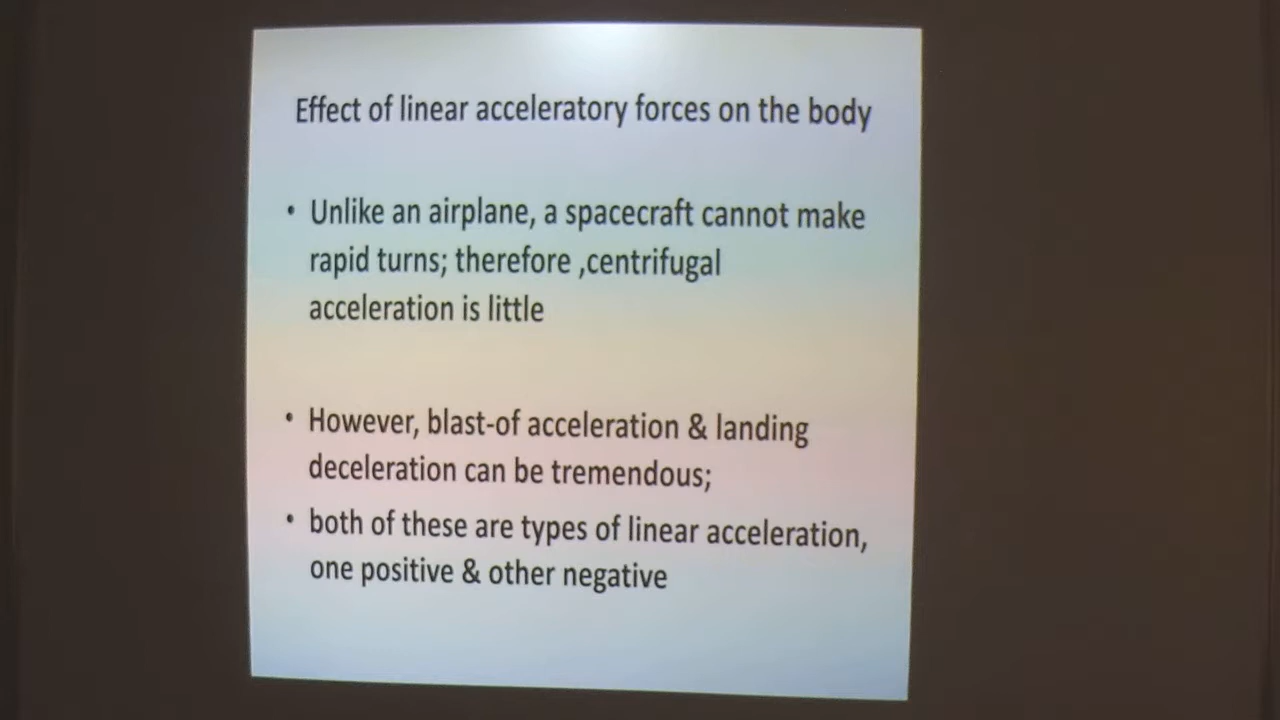 Effect of linear acceleratory forces on the body
• Unlike an airplane, a spacecraft cannot make
rapid turns; therefore ,centrifugal
acceleration is little
• However, blast-of acceleration & landing
deceleration can be tremendous;
• both of these are types of linear acceleration,
one positive & other negative